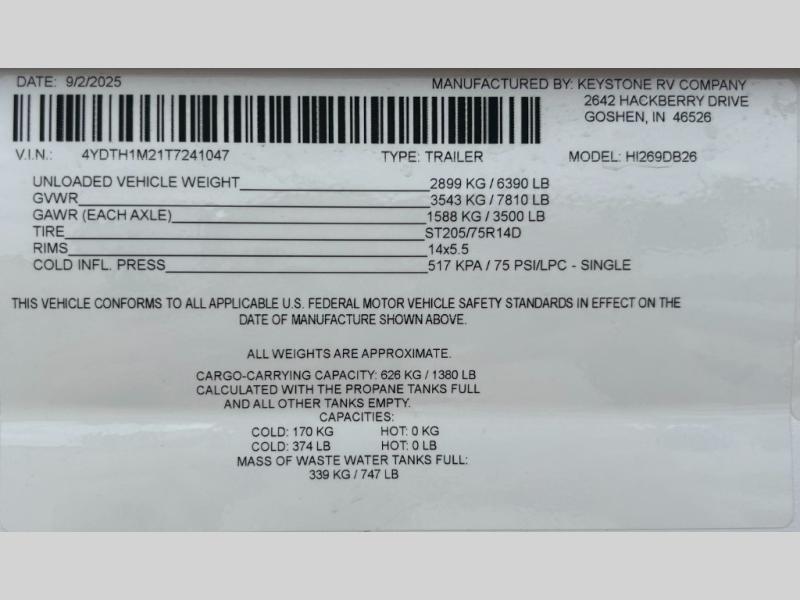 DATE: 9/2/2025
MANUFACTURED BY: KEYSTONE RV COMPANY
2642 HACKBERRY DRIVE
GOSHEN, IN 46526
V.I.N.: 4YDTH1M21T7241047 TYPE: TRAILER MODEL: HI269DB26
UNLOADED VEHICLE WEIGHT 2899 KG / 6390 LB
GVWR 3543 KG / 7810 LB
GAWR (EACH AXLE) 1588 KG / 3500 LB
TIRE ST205/75R14D
RIMS 14x5.5
COLD INFL. PRESS 517 KPA / 75 PSI/LPC - SINGLE
THIS VEHICLE CONFORMS TO ALL APPLICABLE U.S. FEDERAL MOTOR VEHICLE SAFETY STANDARDS IN EFFECT ON THE
DATE OF MANUFACTURE SHOWN ABOVE.
ALL WEIGHTS ARE APPROXIMATE.
CARGO-CARRYING CAPACITY: 626 KG / 1380 LB
CALCULATED WITH THE PROPANE TANKS FULL
AND ALL OTHER TANKS EMPTY.
CAPACITIES:
COLD: 170 KG HOT: 0 KG
COLD: 374 LB HOT: 0 LB
MASS OF WASTE WATER TANKS FULL:
339 KG / 747 LB